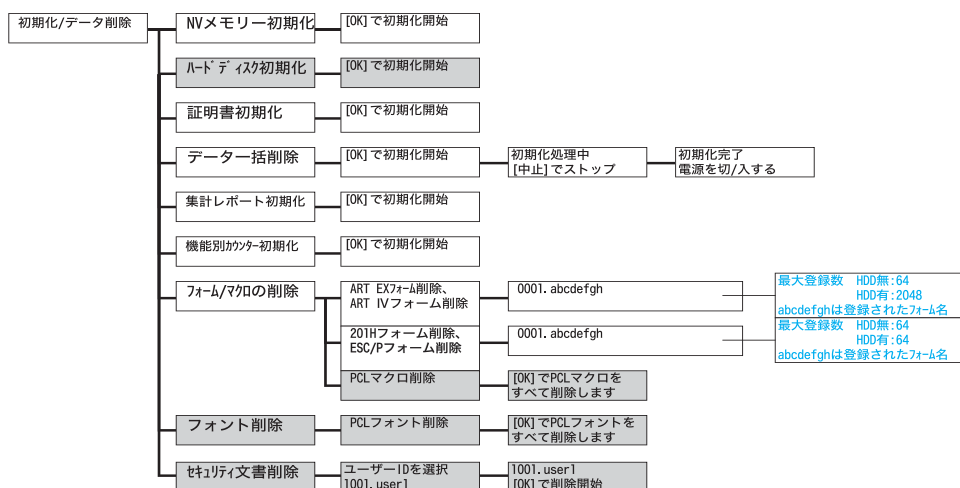 初期化/データ削除
NVメモリー初期化
[OK]で初期化開始
ハードディスク初期化
[OK]で初期化開始
証明書初期化
[OK]で初期化開始
データ一括削除
[OK]で初期化開始
初期化処理中
[中止]でストップ
初期化完了
電源を切/入する
集計レポート初期化
[OK]で初期化開始
機能別カウンター初期化
[OK]で初期化開始
フォーム/マクロの削除
ART EXフォーム削除、
ART IVフォーム削除
0001.abcdefgh
最大登録数 HDD無:64
HDD有:2048
abcdefghは登録されたフォーム名
201Hフォーム削除、
ESC/Pフォーム削除
0001.abcdefgh
最大登録数 HDD無:64
HDD有:64
abcdefghは登録されたフォーム名
PCLマクロ削除
[OK]でPCLマクロを
すべて削除します
フォント削除
PCLフォント削除
[OK]でPCLフォントを
すべて削除します
セキュリティ文書削除
ユーザーIDを選択
1001.user1
1001.user1
[OK]で削除開始